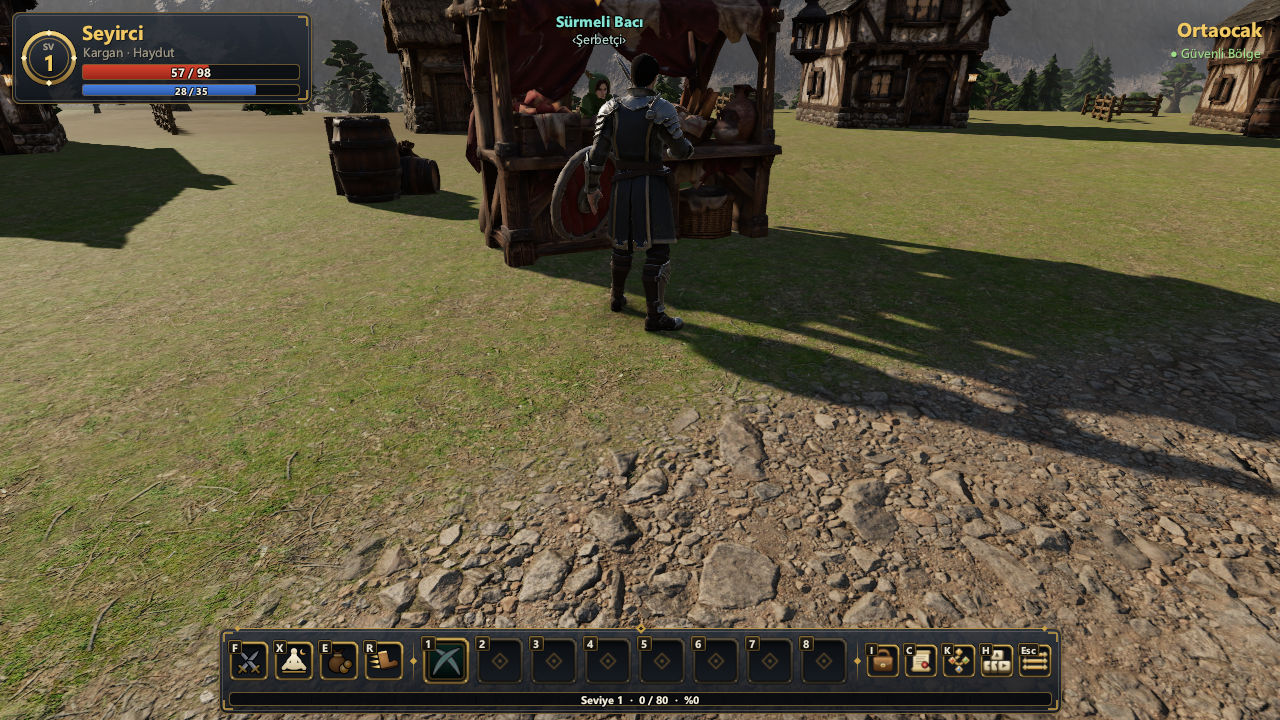 SV
1
Seyirci
Kargan · Haydut
57 / 98
28 / 35
Sürmeli Bacı
‹Şerbetçi›
Ortaocak
Güvenli Bölge
F
X
E
R
1
2
3
4
5
6
7
8
I
C
K
H
Esc
Seviye 1 · 0 / 80 · %0